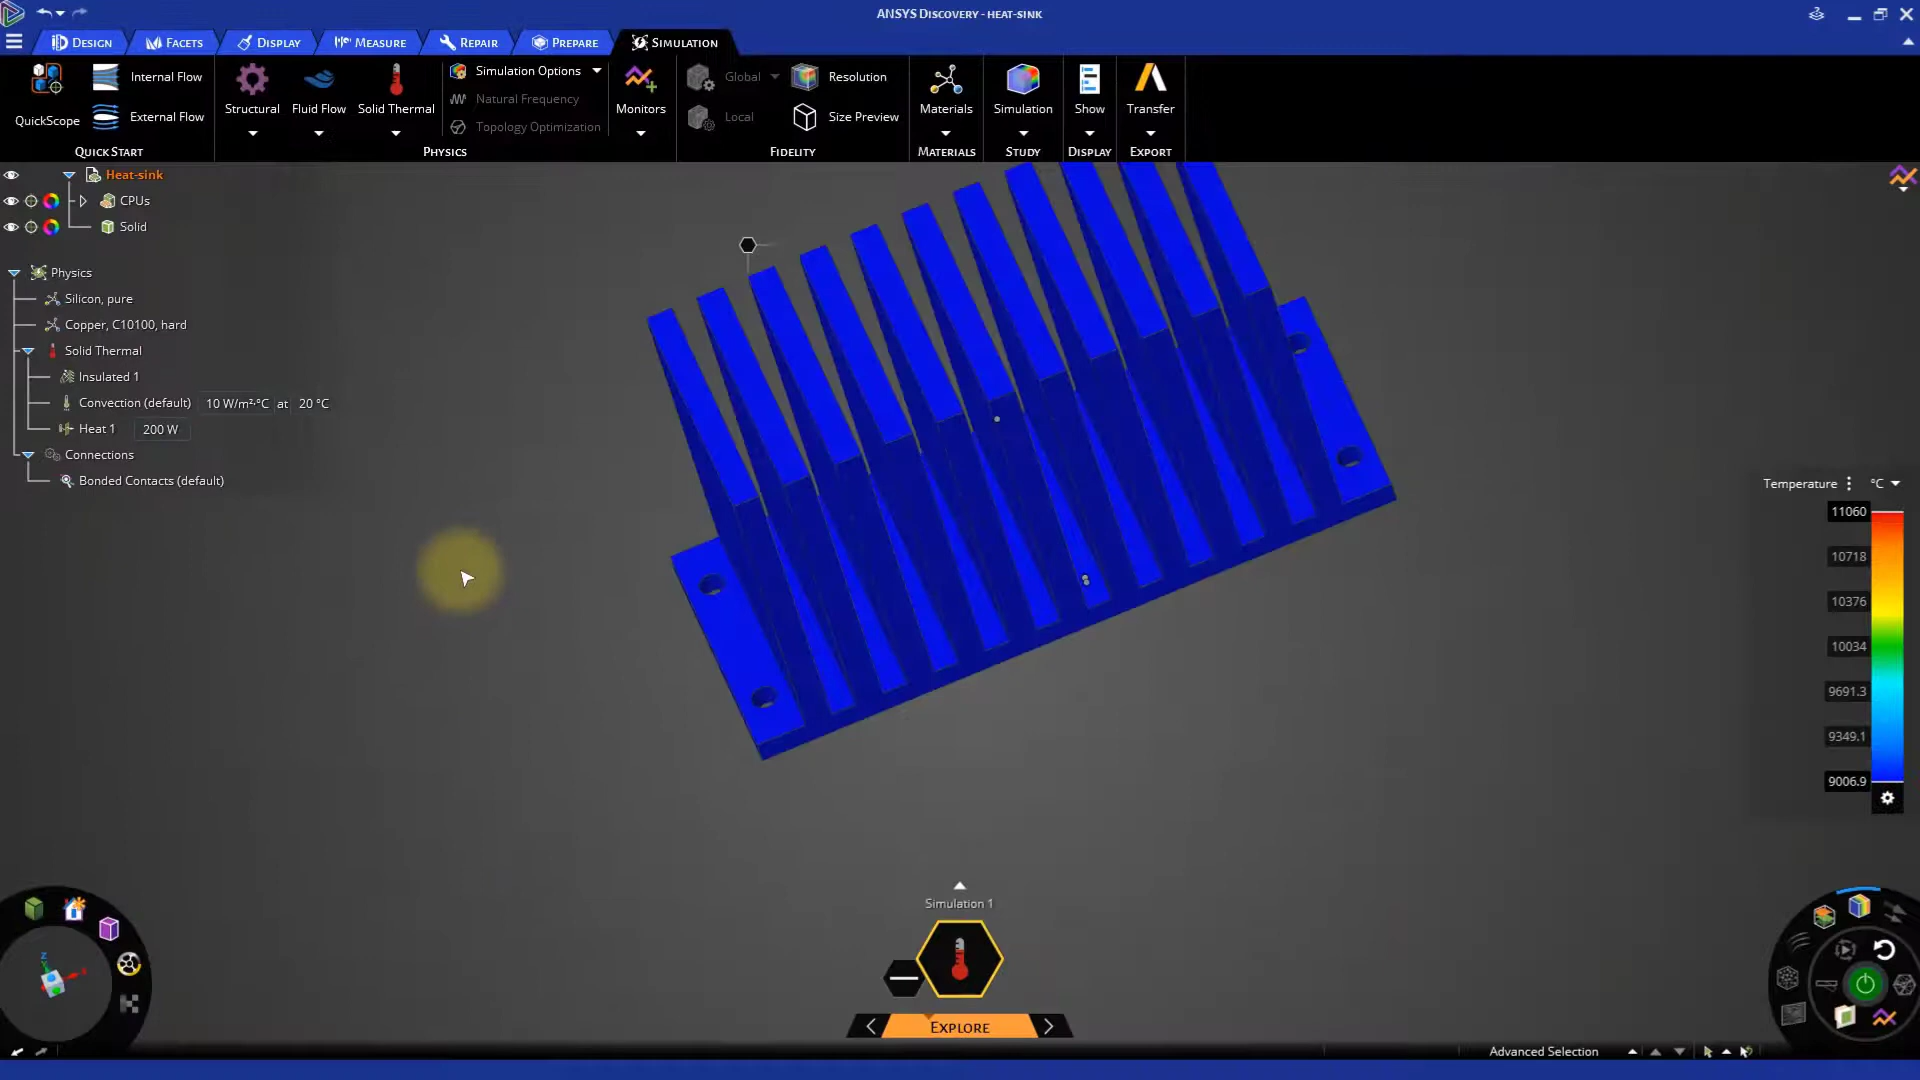 ANSYS Discovery - heat-sink
Design
Facets
Display
Measure
Repair
Prepare
Simulation
QuickScope
Internal Flow
External Flow
Quick Start
Structural
Fluid Flow
Solid Thermal
Simulation Options
Natural Frequency
Topology Optimization
Physics
Monitors
Global
Local
Resolution
Size Preview
Fidelity
Materials
Materials
Simulation
Study
Show
Display
Transfer
Export
Heat-sink
CPUs
Solid
Physics
Silicon, pure
Copper, C10100, hard
Solid Thermal
Insulated 1
Convection (default) 10 W/m²·°C at 20 °C
Heat 1 200 W
Connections
Bonded Contacts (default)
Temperature °C
11060
10718
10376
10034
9691.3
9349.1
9006.9
Simulation 1
Explore
Advanced Selection